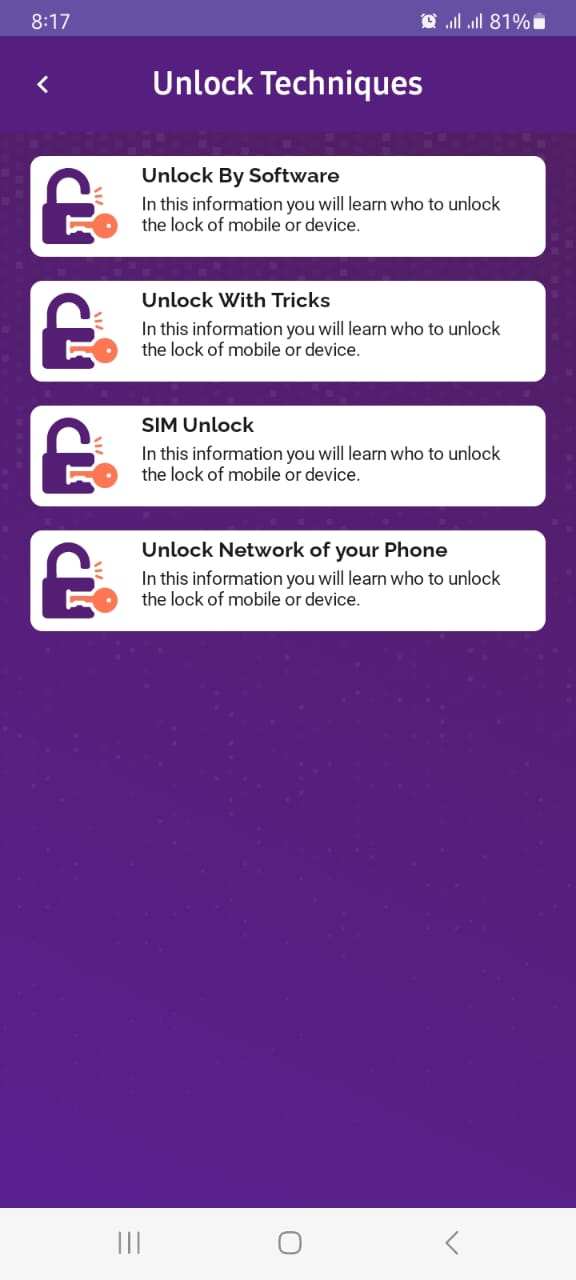 8:17
81%
Unlock Techniques
Unlock By Software
In this information you will learn who to unlock
the lock of mobile or device.
Unlock With Tricks
In this information you will learn who to unlock
the lock of mobile or device.
SIM Unlock
In this information you will learn who to unlock
the lock of mobile or device.
Unlock Network of your Phone
In this information you will learn who to unlock
the lock of mobile or device.